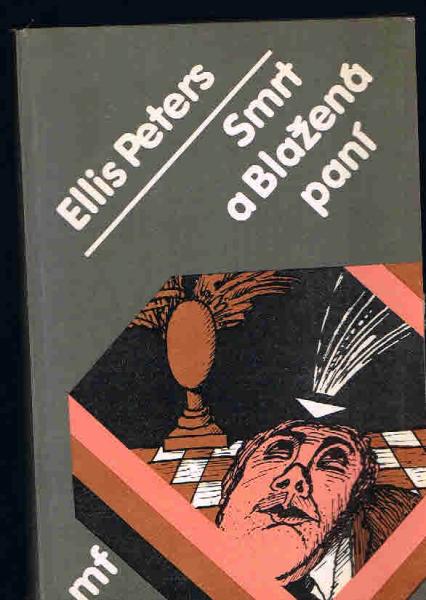 Ellis Peters
Smrt
a Blažená
paní
mf